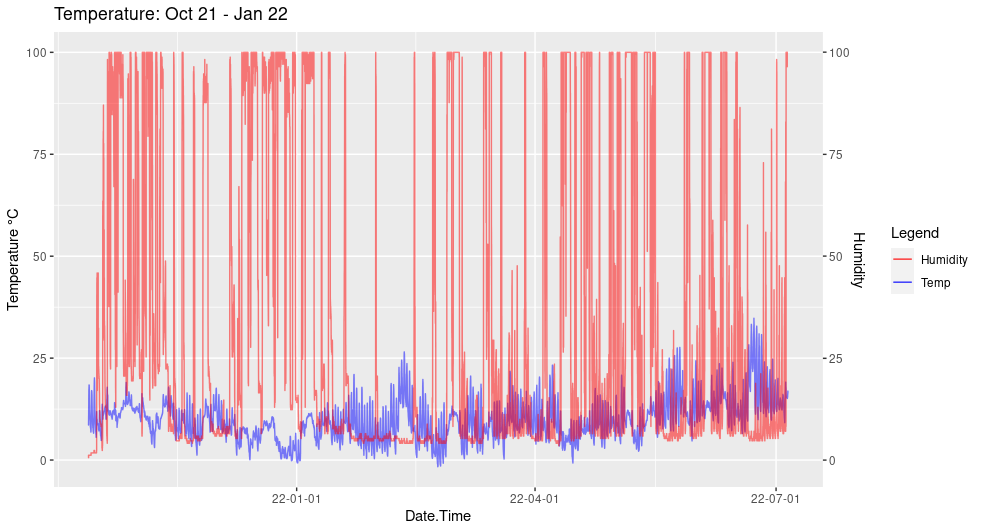 Temperature: Oct 21 - Jan 22
100
75
50
25
0
Temperature °C
100
75
50
25
0
Humidity
22-01-01
22-04-01
22-07-01
Date.Time
Legend
Humidity
Temp